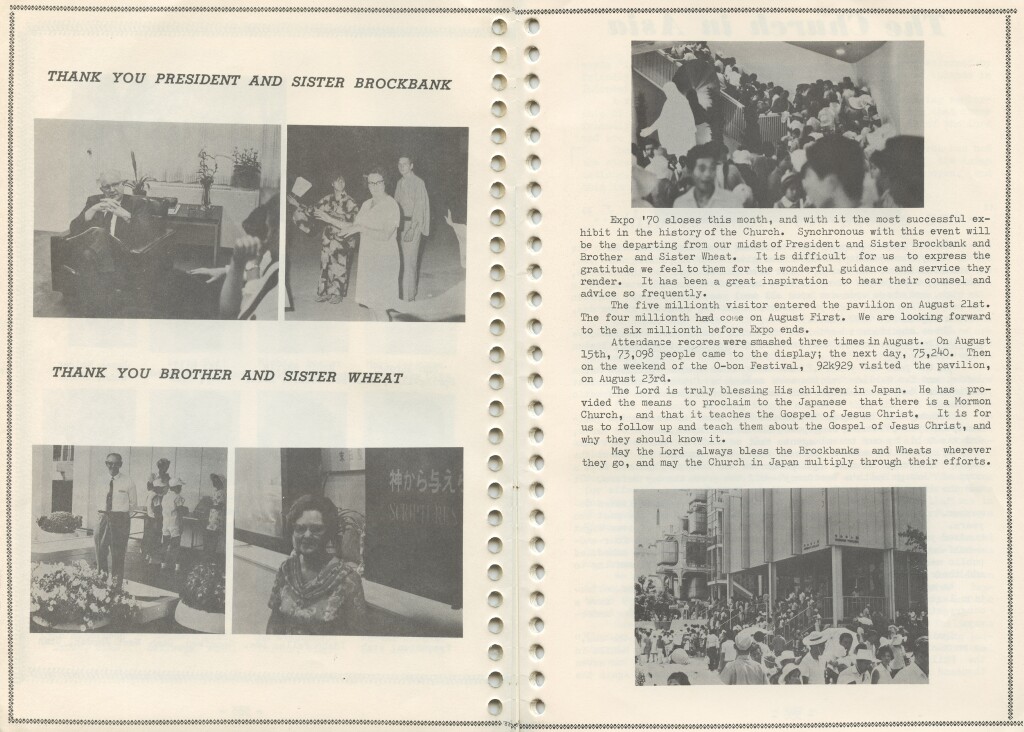 THANK YOU PRESIDENT AND SISTER BROCKBANK
THANK YOU BROTHER AND SISTER WHEAT
神から与え
SCRIPTURES
The Church in Asia
Expo '70 sloses this month, and with it the most successful ex-
hibit in the history of the Church. Synchronous with this event will
be the departing from our midst of President and Sister Brockbank and
Brother and Sister Wheat. It is difficult for us to express the
gratitude we feel to them for the wonderful guidance and service they
render. It has been a great inspiration to hear their counsel and
advice so frequently.
The five millionth visitor entered the pavilion on August 21st.
The four millionth had come on August First. We are looking forward
to the six millionth before Expo ends.
Attendance recores were smashed three times in August. On August
15th, 73,098 people came to the display; the next day, 75,240. Then
on the weekend of the O-bon Festival, 92k929 visited the pavilion,
on August 23rd.
The Lord is truly blessing His children in Japan. He has pro-
vided the means to proclaim to the Japanese that there is a Mormon
Church, and that it teaches the Gospel of Jesus Christ. It is for
us to follow up and teach them about the Gospel of Jesus Christ, and
why they should know it.
May the Lord always bless the Brockbanks and Wheats wherever
they go, and may the Church in Japan multiply through their efforts.